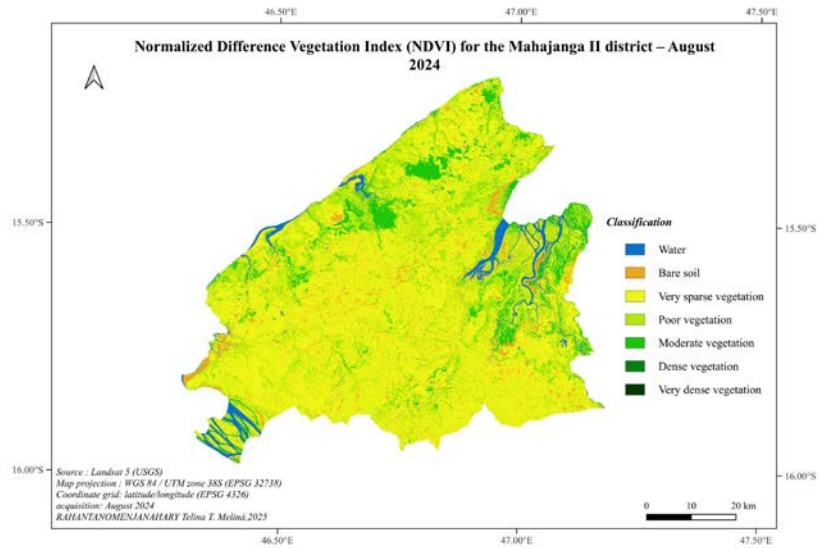 46.50°E 47.00°E 47.50°E
Normalized Difference Vegetation Index (NDVI) for the Mahajanga II district – August
2024
15.50°S
15.50°S
Classification
Water
Bare soil
Very sparse vegetation
Poor vegetation
Moderate vegetation
Dense vegetation
Very dense vegetation
16.00°S
16.00°S
Source : Landsat 5 (USGS)
Map projection : WGS 84 / UTM zone 38S (EPSG 32738)
Coordinate grid: latitude/longitude (EPSG 4326)
acquisition: August 2024
RAHANTANOMENJANAHARY Telina T. Melinà,2025
0 10 20 km
46.50°E 47.00°E 47.50°E